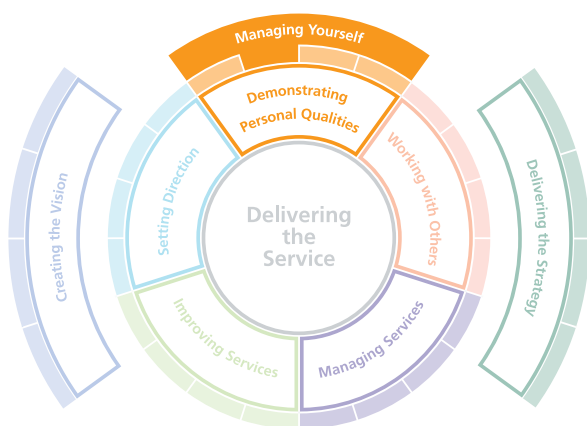 Managing Yourself
Demonstrating
Personal Qualities
Setting Direction
Working with Others
Creating the Vision
Delivering
the
Service
Delivering the Strategy
Improving Services
Managing Services